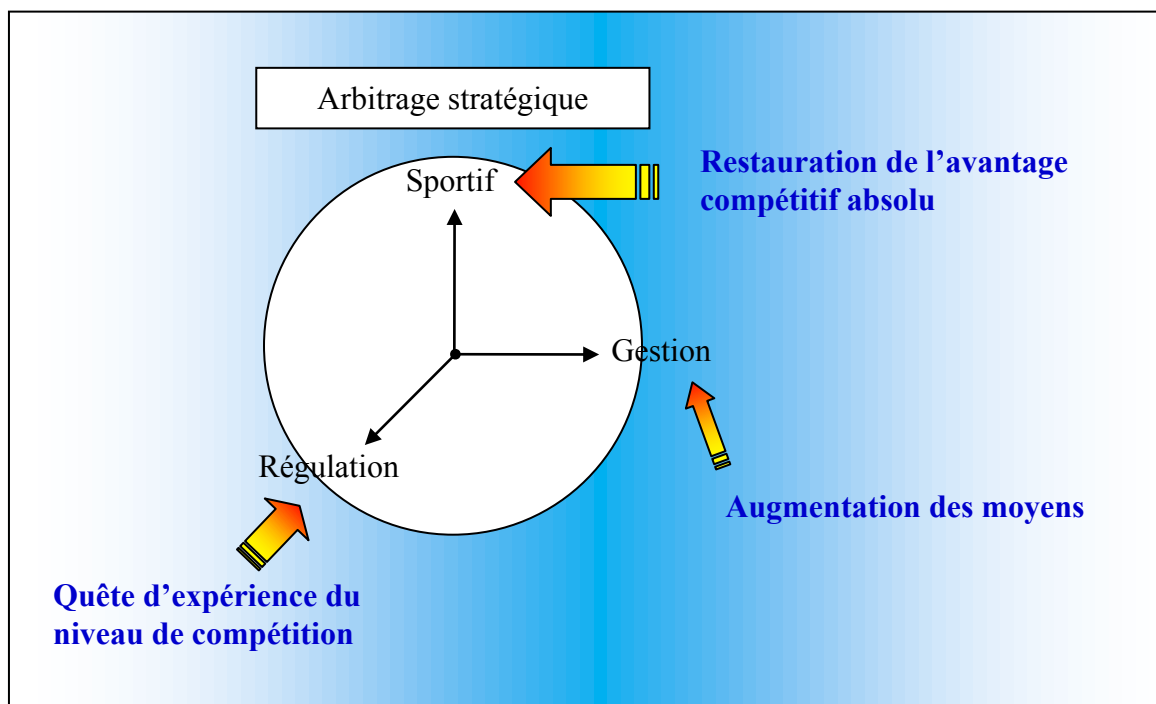 Arbitrage stratégique
Sportif
Restauration de l’avantage
compétitif absolu
Gestion
Régulation
Augmentation des moyens
Quête d’expérience du
niveau de compétition